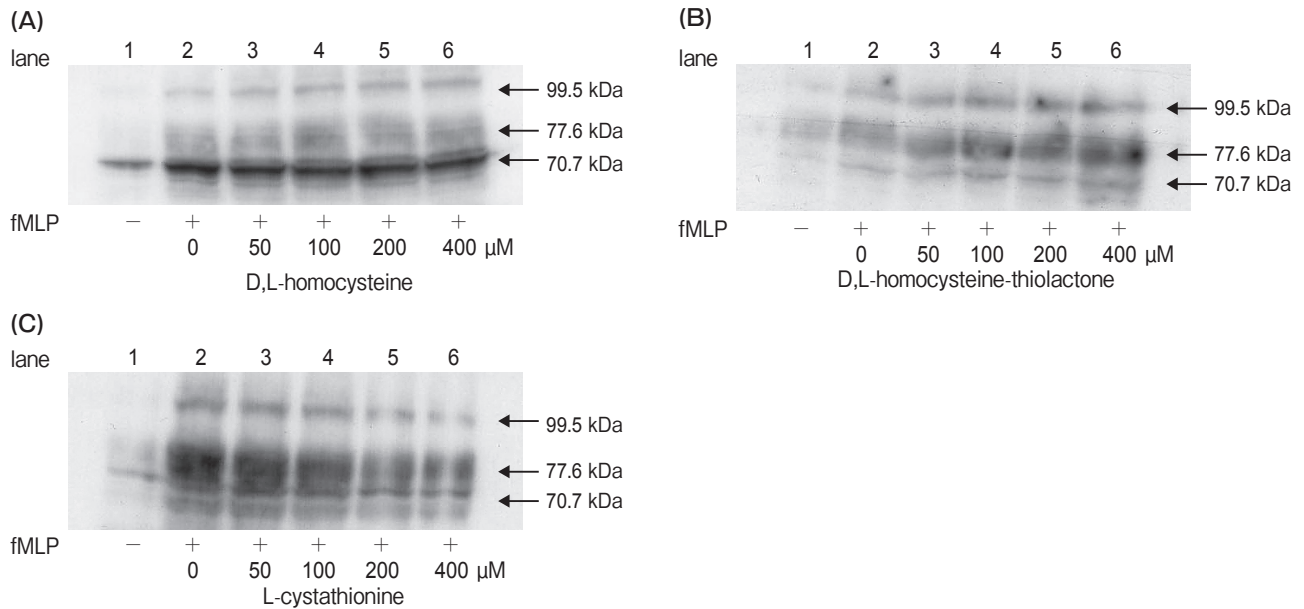 (A)
lane 1 2 3 4 5 6
99.5 kDa
77.6 kDa
70.7 kDa
fMLP − + + + + +
0 50 100 200 400 µM
D,L-homocysteine
(B)
lane 1 2 3 4 5 6
99.5 kDa
77.6 kDa
70.7 kDa
fMLP − + + + + +
0 50 100 200 400 µM
D,L-homocysteine-thiolactone
(C)
lane 1 2 3 4 5 6
99.5 kDa
77.6 kDa
70.7 kDa
fMLP − + + + + +
0 50 100 200 400 µM
L-cystathionine